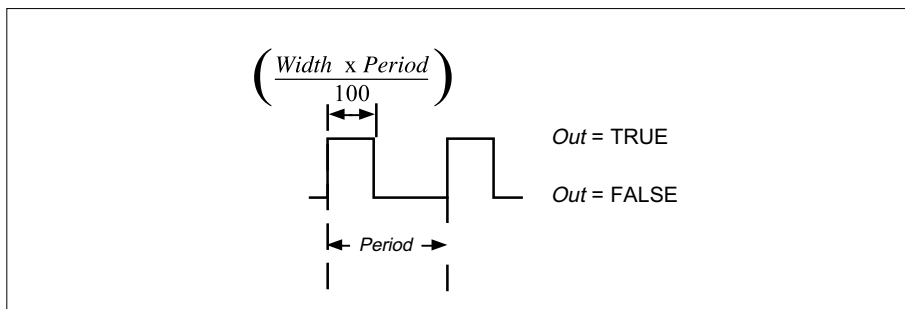 (Width x Period
100)
Out = TRUE
Out = FALSE
Period